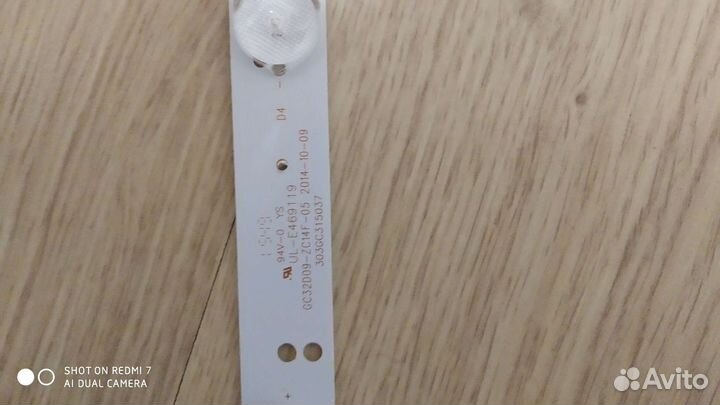 D4
94V-0 YS
UL-E469119
GC32D09-ZC14F-05 2014-10-09
303GC315037
SHOT ON REDMI 7
AI DUAL CAMERA
Avito